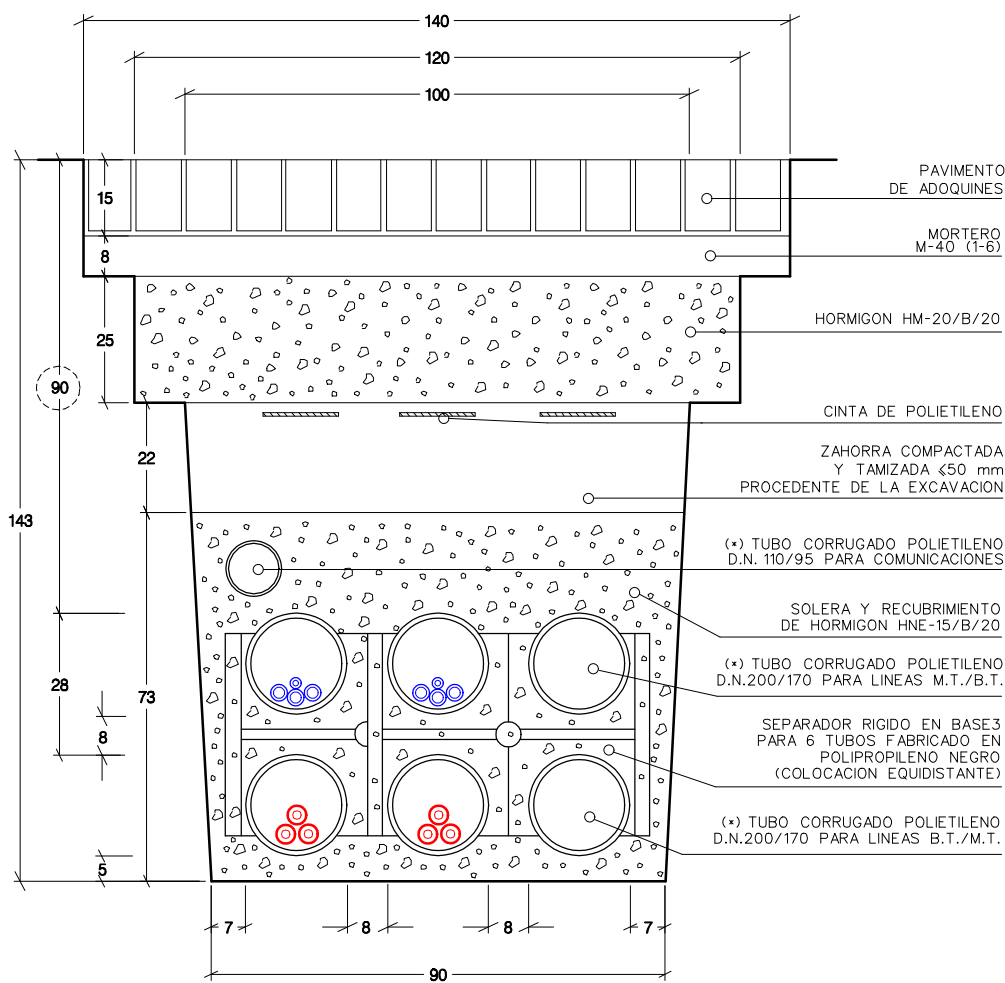 140
120
100
15
8
25
90
22
143
28
73
8
5
7
8
8
7
90
PAVIMENTO
DE ADOQUINES
MORTERO
M-40 (1-6)
HORMIGON HM-20/B/20
CINTA DE POLIETILENO
ZAHORRA COMPACTADA
Y TAMIZADA ≤50 mm
PROCEDENTE DE LA EXCAVACION
(*) TUBO CORRUGADO POLIETILENO
D.N. 110/95 PARA COMUNICACIONES
SOLERA Y RECUBRIMIENTO
DE HORMIGON HNE-15/B/20
(*) TUBO CORRUGADO POLIETILENO
D.N.200/170 PARA LINEAS M.T./B.T.
SEPARADOR RIGIDO EN BASE3
PARA 6 TUBOS FABRICADO EN
POLIPROPILENO NEGRO
(COLOCACION EQUIDISTANTE)
(*) TUBO CORRUGADO POLIETILENO
D.N.200/170 PARA LINEAS B.T./M.T.